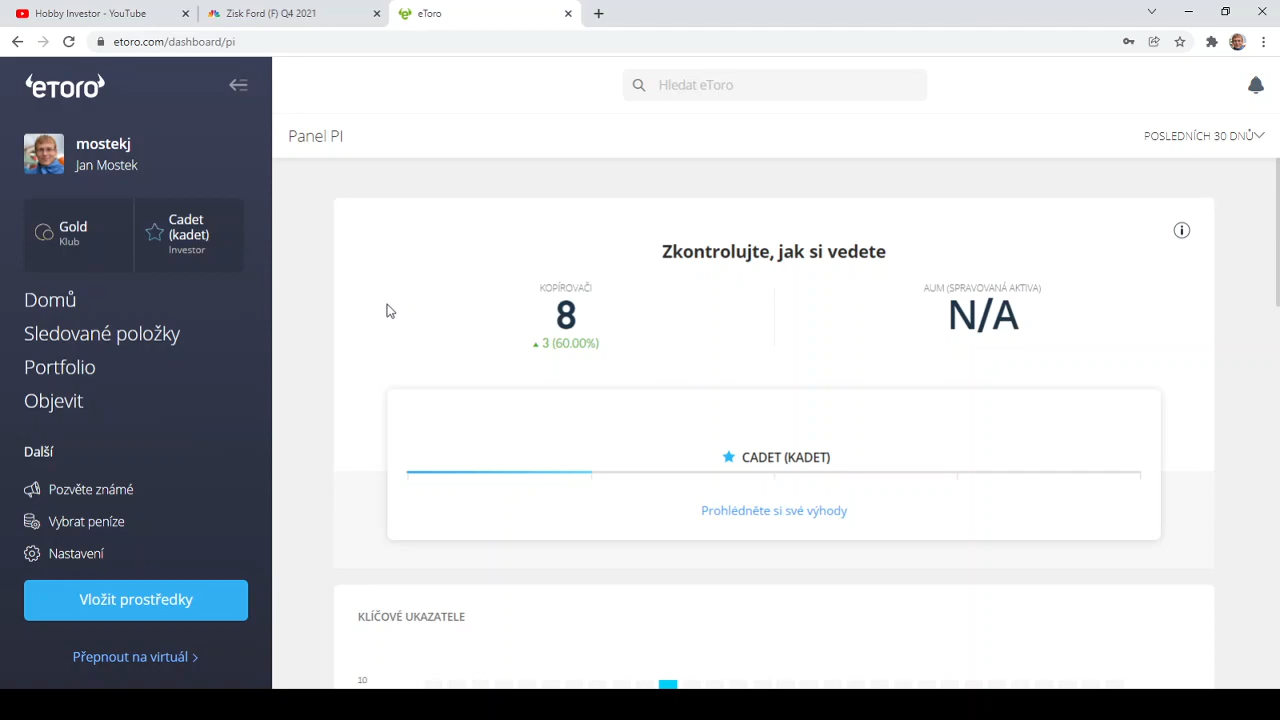 Hobby Investor - YouTube
Zisk Ford (F) Q4 2021
eToro
etoro.com/dashboard/pi
eToro
Hledat eToro
mostekj
Jan Mostek
Panel PI
POSLEDNÍCH 30 DNŮ
Gold
Klub
Cadet
(kadet)
Investor
Domů
Sledované položky
Portfolio
Objevit
Další
Pozvěte známé
Vybrat peníze
Nastavení
Vložit prostředky
Přepnout na virtuál >
Zkontrolujte, jak si vedete
KOPÍROVAČI
8
3 (60.00%)
AUM (SPRAVOVANÁ AKTIVA)
N/A
CADET (KADET)
Prohlédněte si své výhody
KLÍČOVÉ UKAZATELE
10